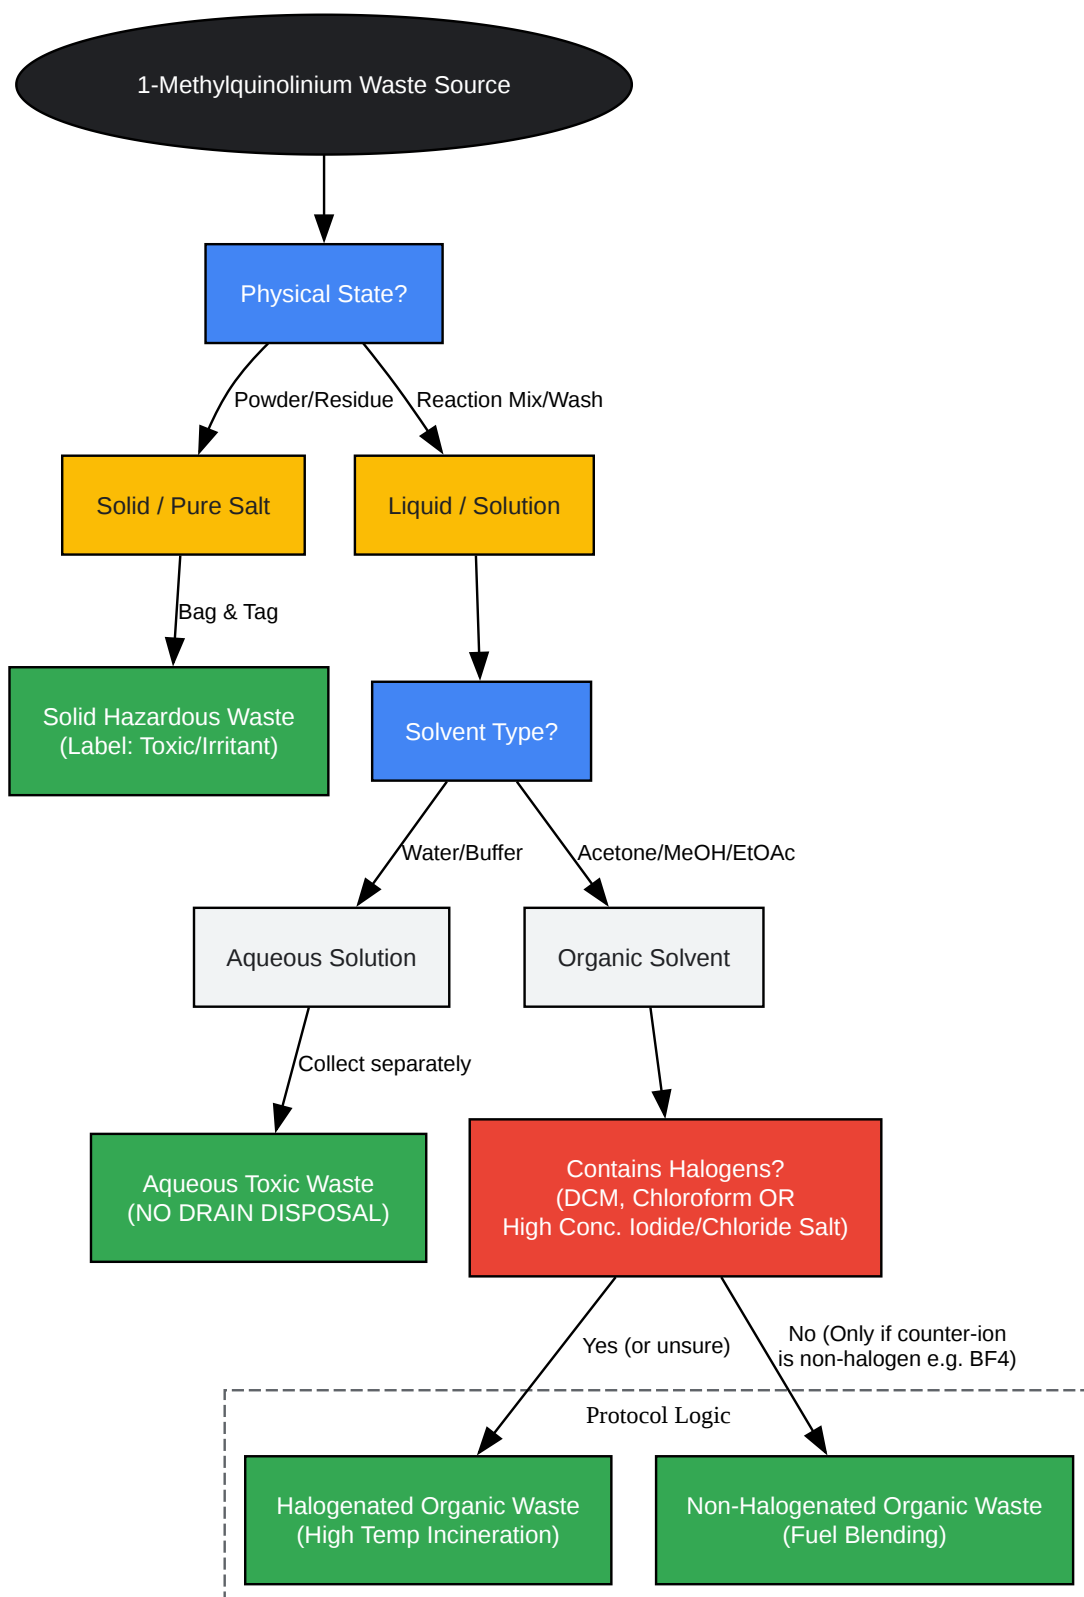 1-Methylquinolinium Waste Source
Physical State?
Powder/Residue
Reaction Mix/Wash
Solid / Pure Salt
Liquid / Solution
Bag & Tag
Solid Hazardous Waste
(Label: Toxic/Irritant)
Solvent Type?
Water/Buffer
Acetone/MeOH/EtOAc
Aqueous Solution
Organic Solvent
Collect separately
Aqueous Toxic Waste
(NO DRAIN DISPOSAL)
Contains Halogens?
(DCM, Chloroform OR
High Conc. Iodide/Chloride Salt)
Yes (or unsure)
No (Only if counter-ion
is non-halogen e.g. BF4)
Protocol Logic
Halogenated Organic Waste
(High Temp Incineration)
Non-Halogenated Organic Waste
(Fuel Blending)